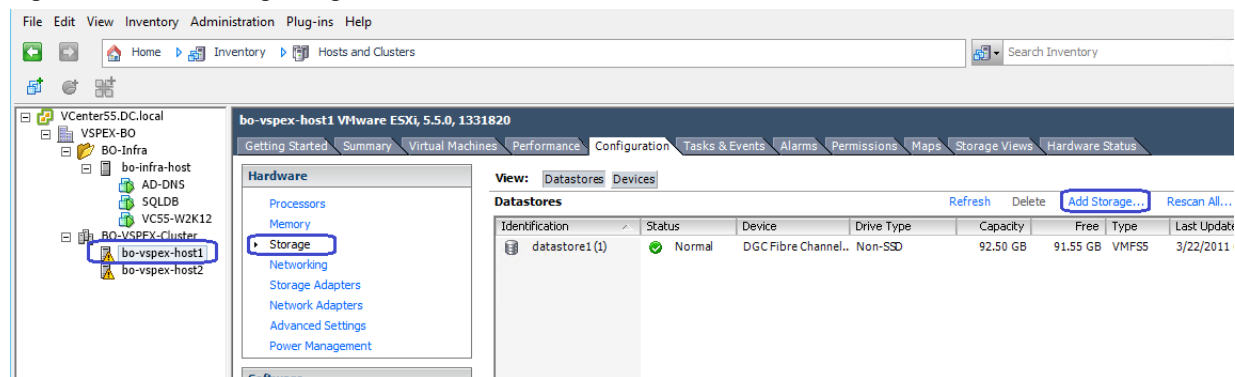 File Edit View Inventory Administration Plug-ins Help
Home Inventory Hosts and Clusters Search Inventory
VCenter55.DC.local
VSPEX-BO
BO-Infra
bo-infra-host
AD-DNS
SQLDB
VC55-W2K12
BO-VSPEX-Cluster
bo-vspex-host1
bo-vspex-host2
bo-vspex-host1 VMware ESXi, 5.5.0, 1331820
Getting Started Summary Virtual Machines Performance Configuration Tasks & Events Alarms Permissions Maps Storage Views Hardware Status
Hardware
Processors
Memory
Storage
Networking
Storage Adapters
Network Adapters
Advanced Settings
Power Management
View: Datastores Devices
Datastores Refresh Delete Add Storage... Rescan All...
Identification Status Device Drive Type Capacity Free Type Last Update
datastore1 (1) Normal DGC Fibre Channel.. Non-SSD 92.50 GB 91.55 GB VMFS5 3/22/2011